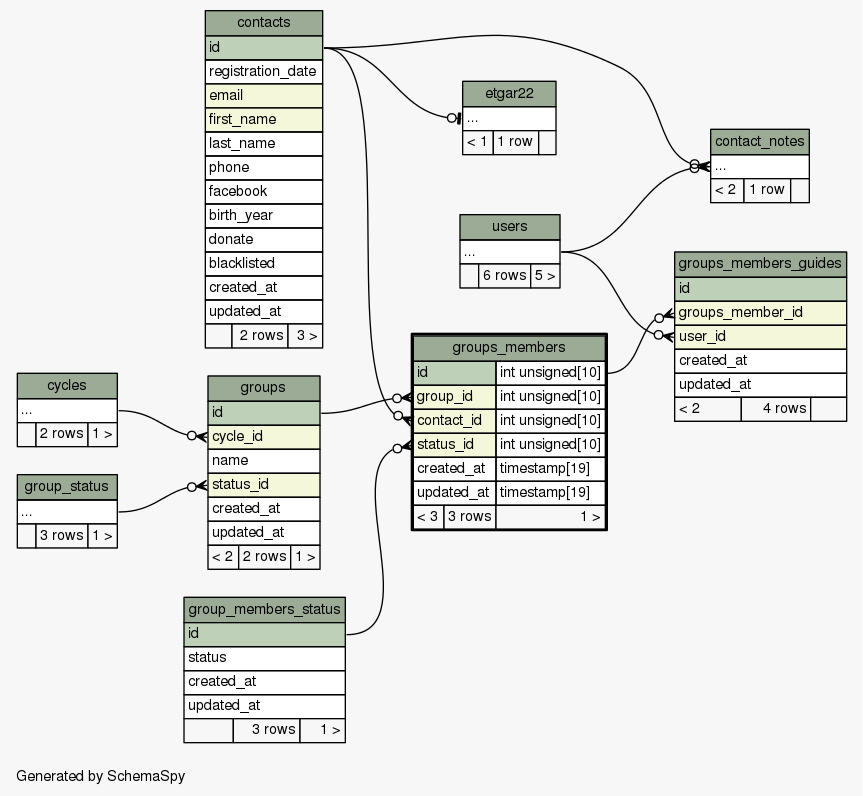 contacts
id
registration_date
email
first_name
last_name
phone
facebook
birth_year
donate
blacklisted
created_at
updated_at
2 rows 3 >
etgar22
...
< 1 1 row
contact_notes
...
< 2 1 row
users
...
6 rows 5 >
groups_members_guides
id
groups_member_id
user_id
created_at
updated_at
< 2 4 rows
groups_members
id int unsigned[10]
group_id int unsigned[10]
contact_id int unsigned[10]
status_id int unsigned[10]
created_at timestamp[19]
updated_at timestamp[19]
< 3 3 rows 1 >
cycles
...
2 rows 1 >
groups
id
cycle_id
name
status_id
created_at
updated_at
< 2 2 rows 1 >
group_status
...
3 rows 1 >
group_members_status
id
status
created_at
updated_at
3 rows 1 >
Generated by SchemaSpy